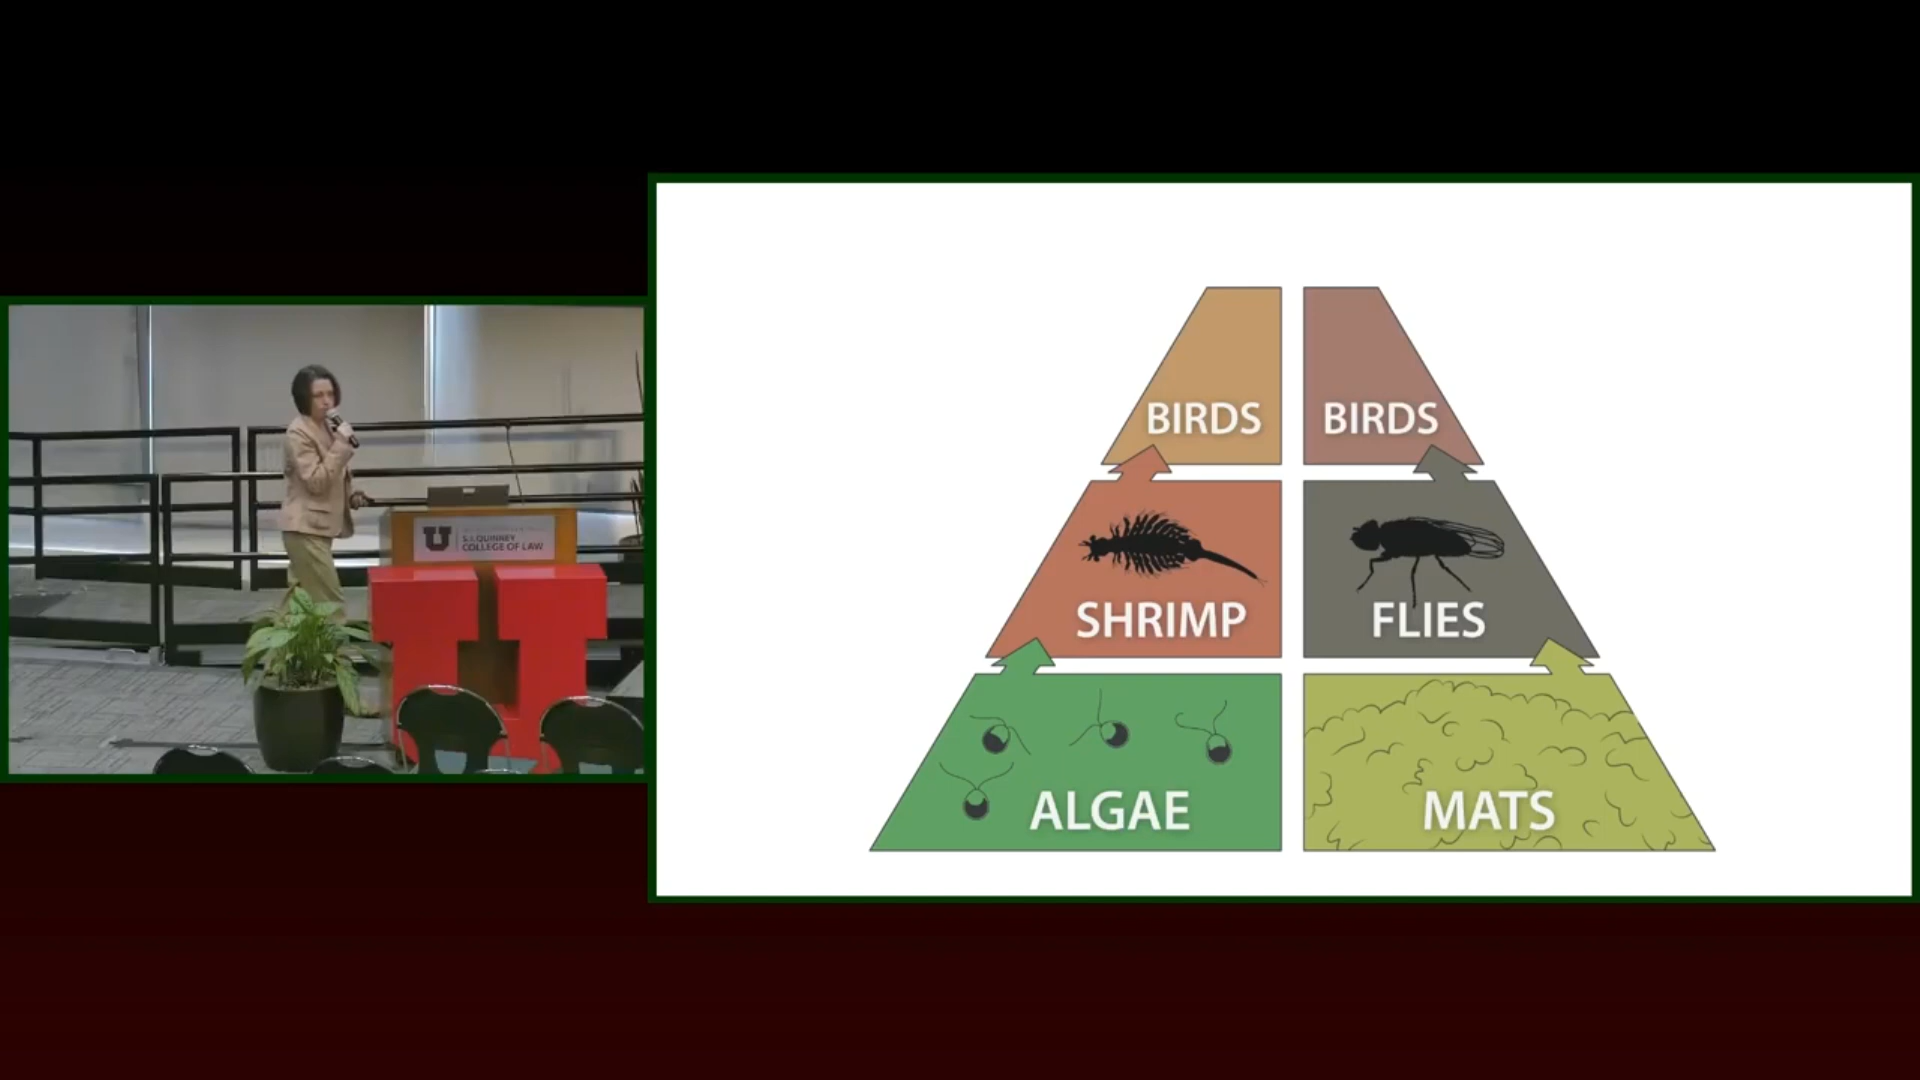 U
S.J. QUINNEY
COLLEGE OF LAW
BIRDS BIRDS
SHRIMP FLIES
ALGAE MATS